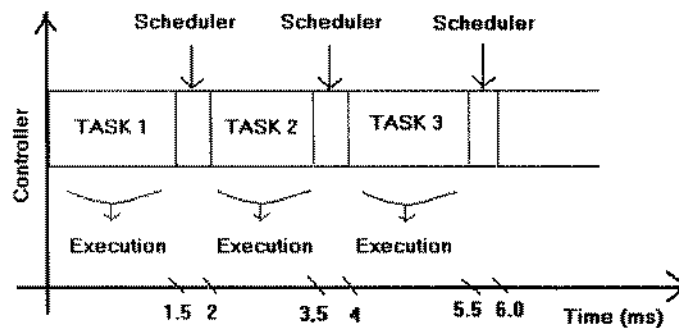 Scheduler Scheduler Scheduler
TASK 1 TASK 2 TASK 3
Controller
Execution Execution Execution
1.5 2 3.5 4 5.5 6.0 Time (ms)